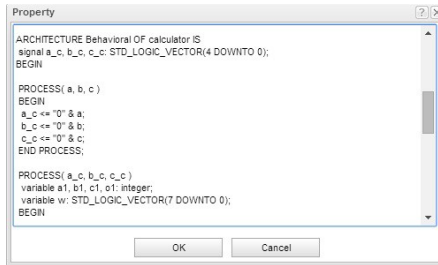 Property
ARCHITECTURE Behavioral OF calculator IS
signal a_c, b_c, c_c: STD_LOGIC_VECTOR(4 DOWNTO 0);
BEGIN
PROCESS( a, b, c )
BEGIN
a_c <= "0" & a;
b_c <= "0" & b;
c_c <= "0" & c;
END PROCESS;
PROCESS( a_c, b_c, c_c )
variable a1, b1, c1, o1: integer;
variable w: STD_LOGIC_VECTOR(7 DOWNTO 0);
BEGIN
OK Cancel